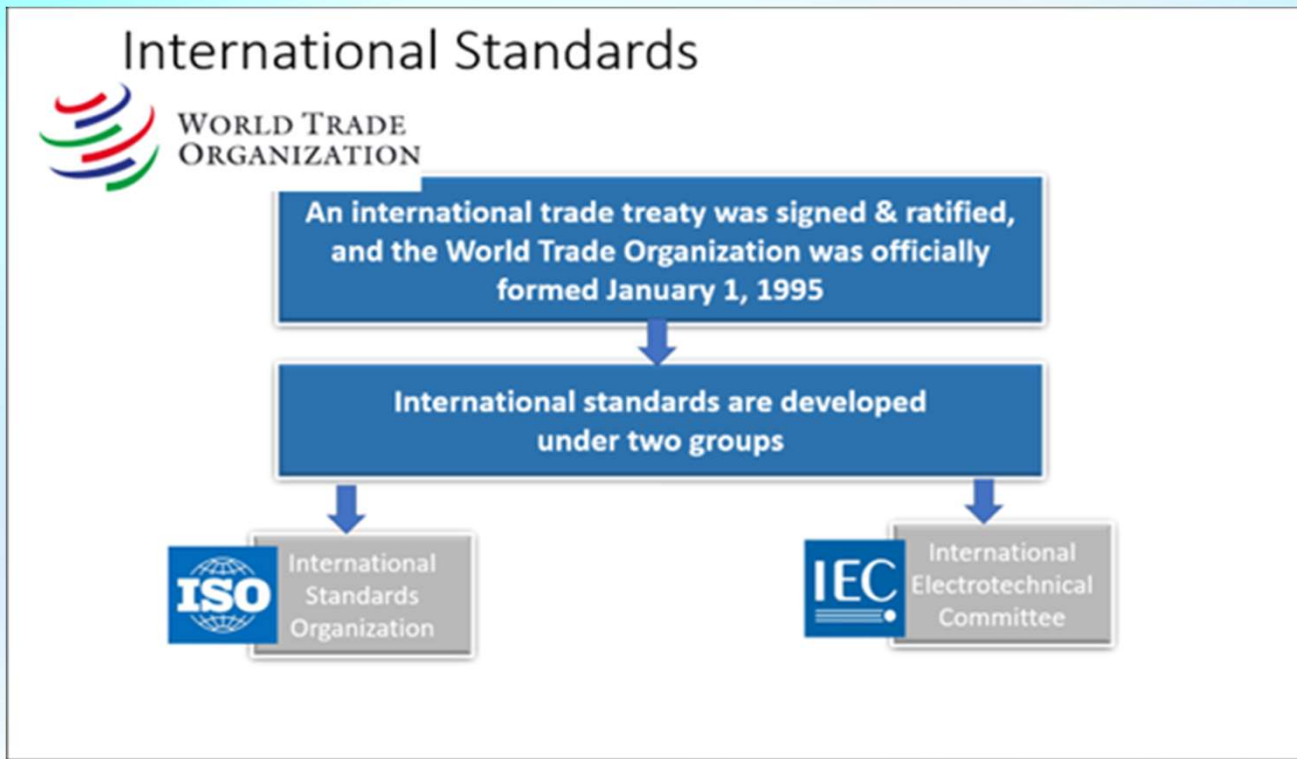 International Standards
WORLD TRADE
ORGANIZATION
An international trade treaty was signed & ratified,
and the World Trade Organization was officially
formed January 1, 1995
International standards are developed
under two groups
ISO
International
Standards
Organization
IEC
International
Electrotechnical
Committee